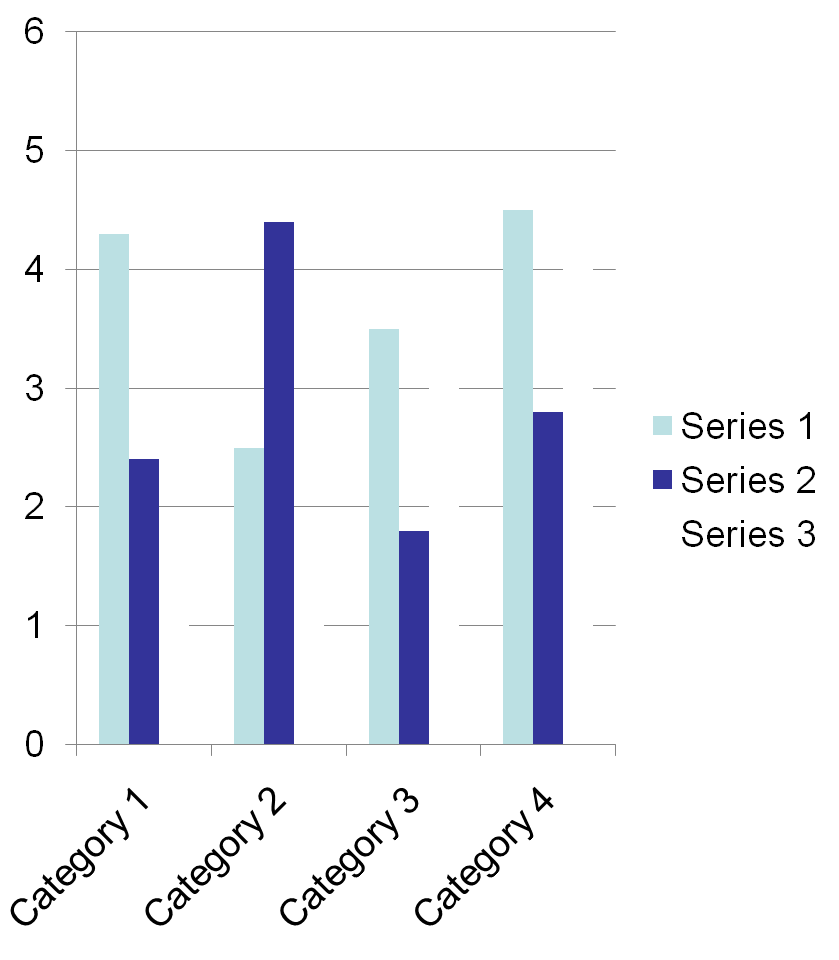 6
5
4
3
2
1
0
Series 1
Series 2
Series 3
Category 1
Category 2
Category 3
Category 4